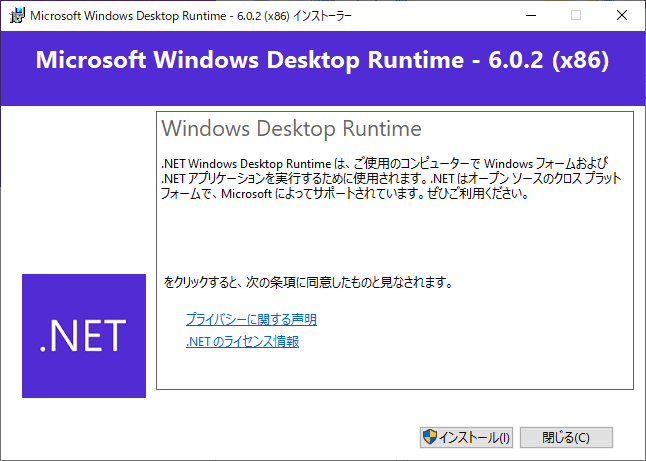 Microsoft Windows Desktop Runtime - 6.0.2 (x86) インストーラー
Microsoft Windows Desktop Runtime - 6.0.2 (x86)
Windows Desktop Runtime
.NET Windows Desktop Runtime は、ご使用のコンピューターで Windows フォームおよび
.NET アプリケーションを実行するために使用されます。.NET はオープン ソースのクロス プラット
フォームで、Microsoft によってサポートされています。ぜひご利用ください。
をクリックすると、次の条項に同意したものと見なされます。
プライバシーに関する声明
.NET のライセンス情報
.NET
インストール(I)
閉じる(C)